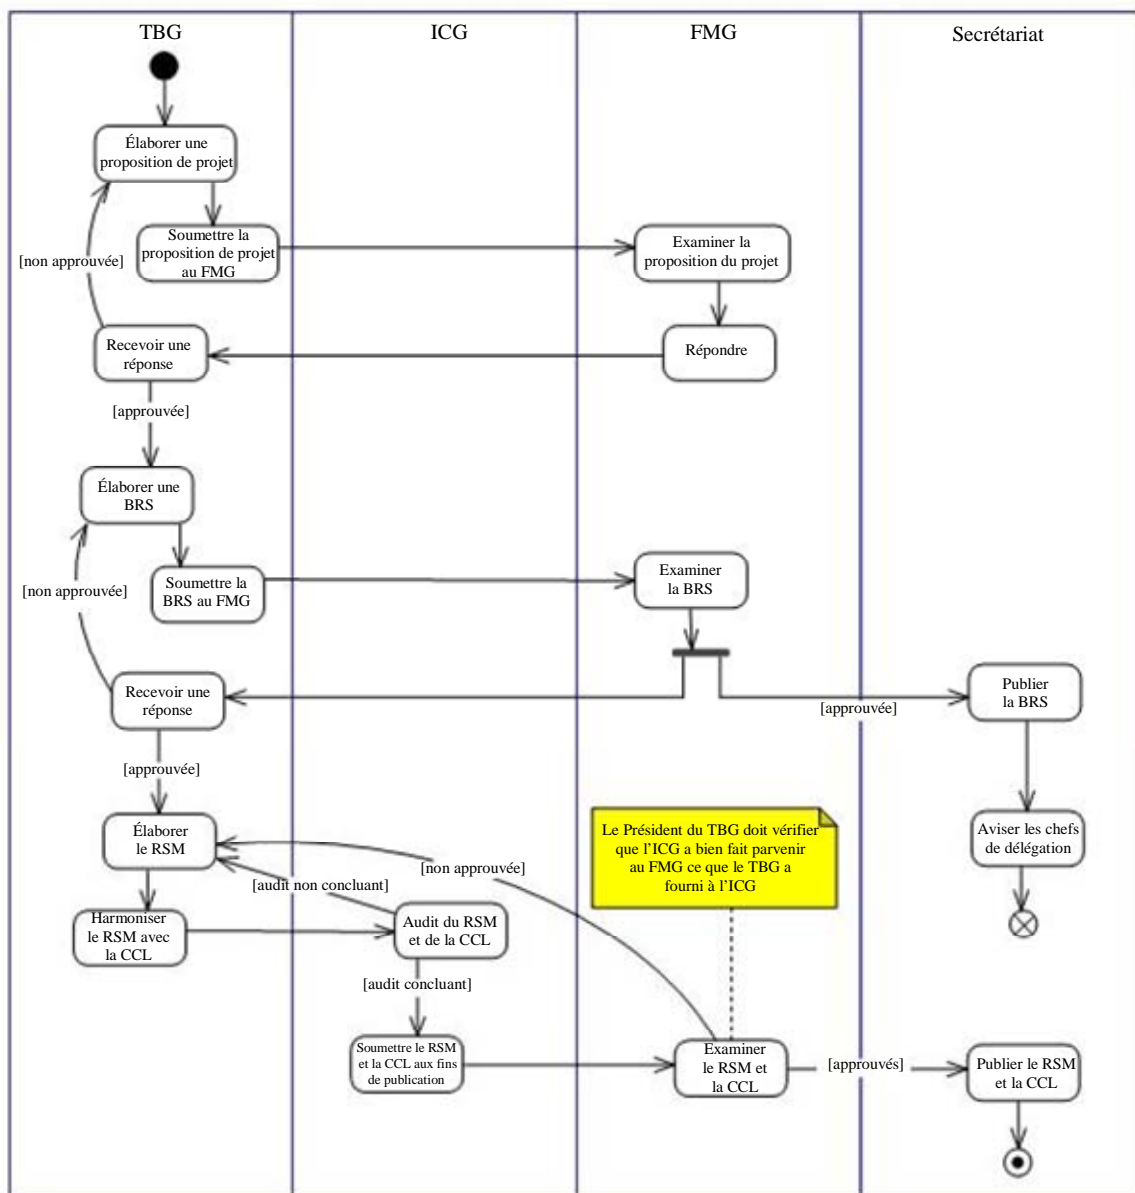 TBG
ICG
FMG
Secrétariat
Élaborer une
proposition de projet
[non approuvée]
Soumettre la
proposition de projet
au FMG
Examiner la
proposition du projet
Recevoir une
réponse
Répondre
[approuvée]
Élaborer une
BRS
[non approuvée]
Soumettre la
BRS au FMG
Examiner
la BRS
Recevoir une
réponse
Publier
la BRS
[approuvée]
[approuvée]
Élaborer
le RSM
Le Président du TBG doit vérifier
que l’ICG a bien fait parvenir
au FMG ce que le TBG a
fourni à l’ICG
Aviser les chefs
de délégation
[non approuvée]
[audit non concluant]
Harmoniser
le RSM avec
la CCL
Audit du RSM
et de la CCL
[audit concluant]
Soumettre le RSM
et la CCL aux fins
de publication
Examiner
le RSM et
la CCL
[approuvés]
Publier le RSM
et la CCL